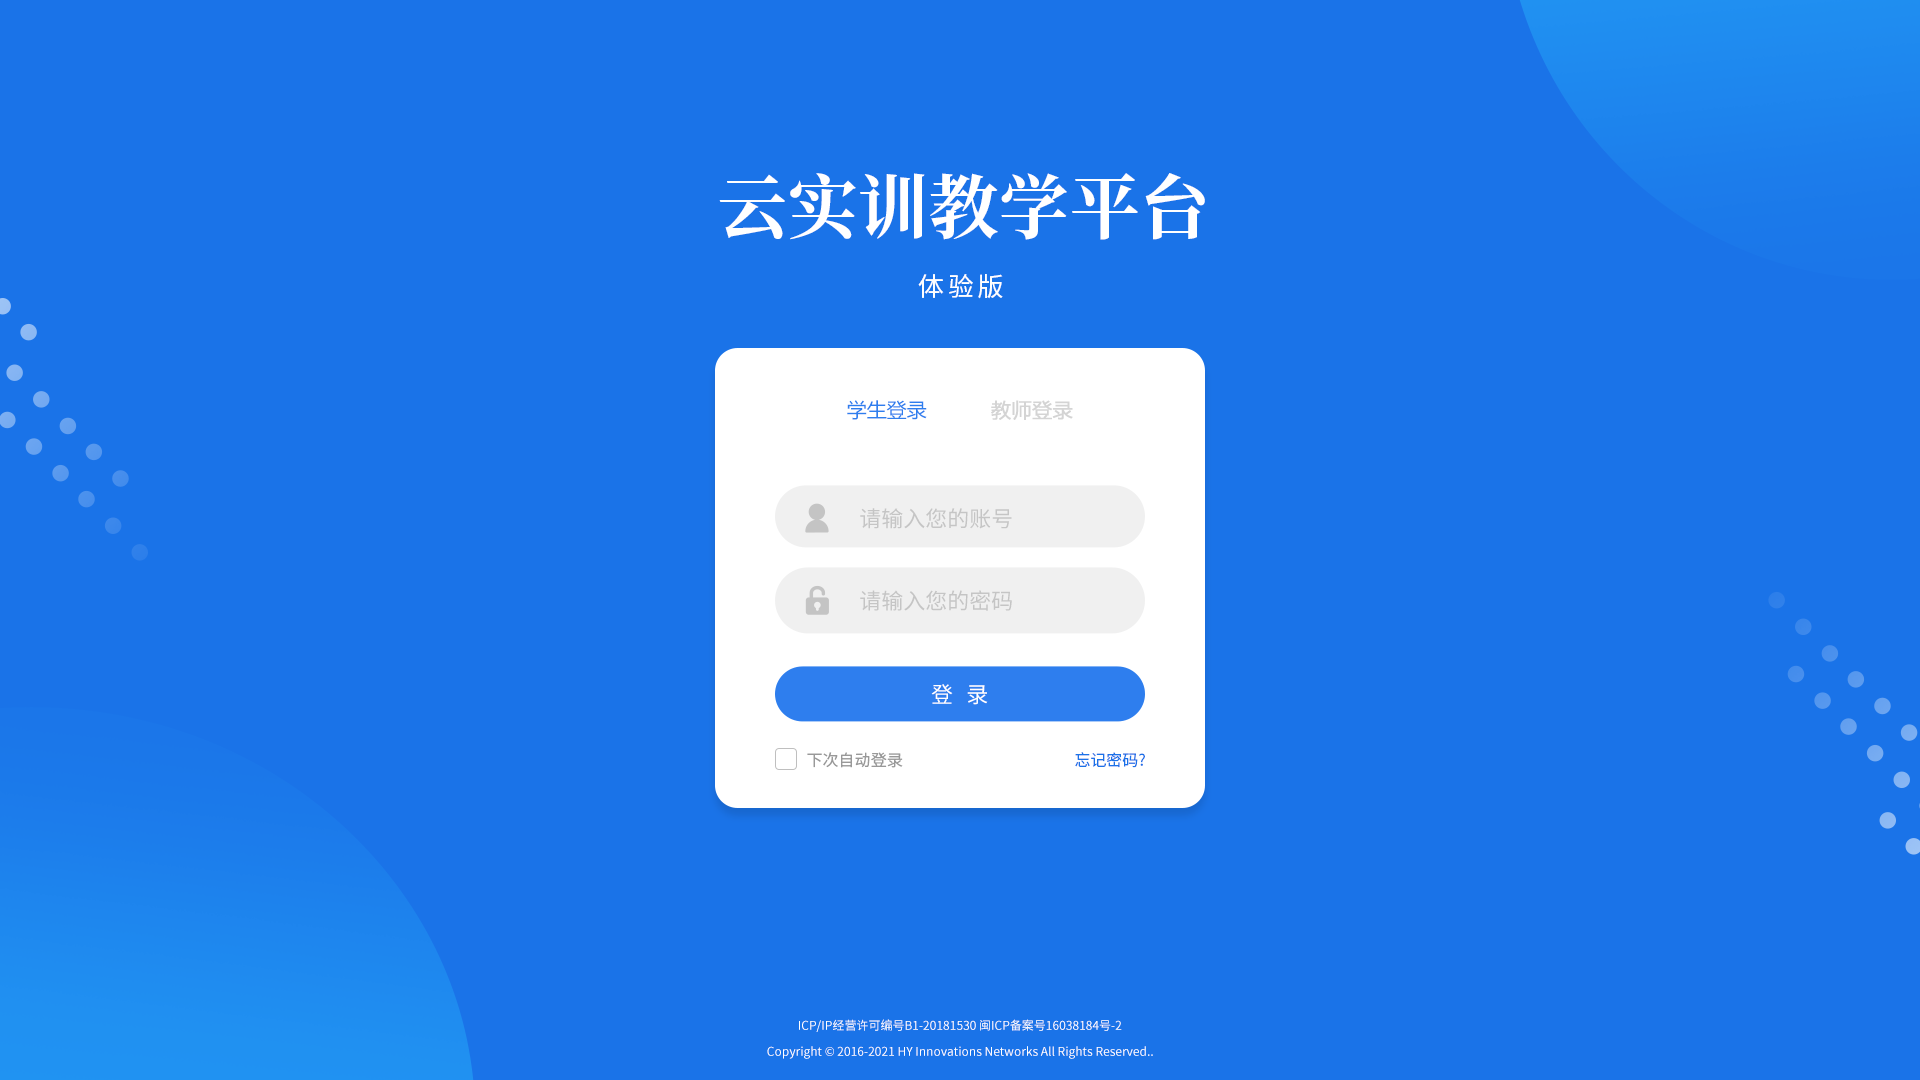 云实训教学平台
体验版
学生登录 教师登录
请输入您的账号
请输入您的密码
登 录
下次自动登录 忘记密码?
ICP/IP经营许可编号B1-20181530 闽ICP备案号16038184号-2
Copyright © 2016-2021 HY Innovations Networks All Rights Reserved..